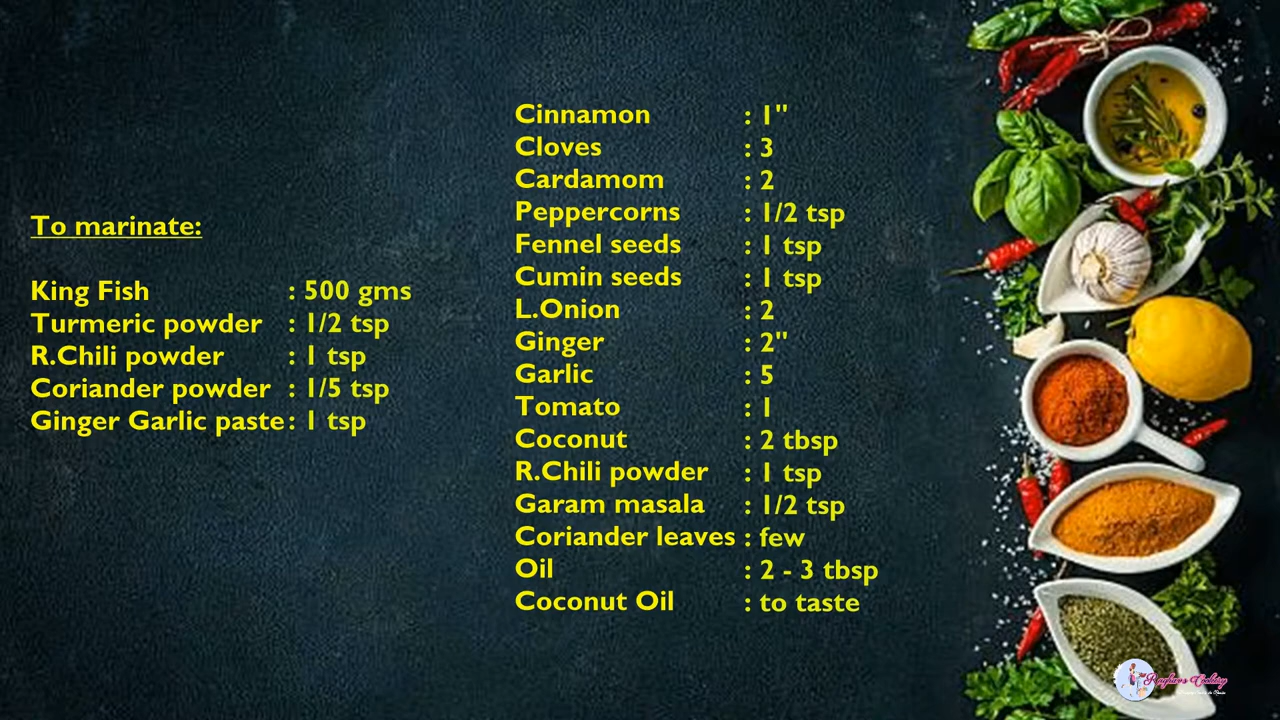 To marinate:
King Fish : 500 gms
Turmeric powder : 1/2 tsp
R.Chili powder : 1 tsp
Coriander powder : 1/5 tsp
Ginger Garlic paste : 1 tsp
Cinnamon : 1"
Cloves : 3
Cardamom : 2
Peppercorns : 1/2 tsp
Fennel seeds : 1 tsp
Cumin seeds : 1 tsp
L.Onion : 2
Ginger : 2"
Garlic : 5
Tomato : 1
Coconut : 2 tbsp
R.Chili powder : 1 tsp
Garam masala : 1/2 tsp
Coriander leaves : few
Oil : 2 - 3 tbsp
Coconut Oil : to taste